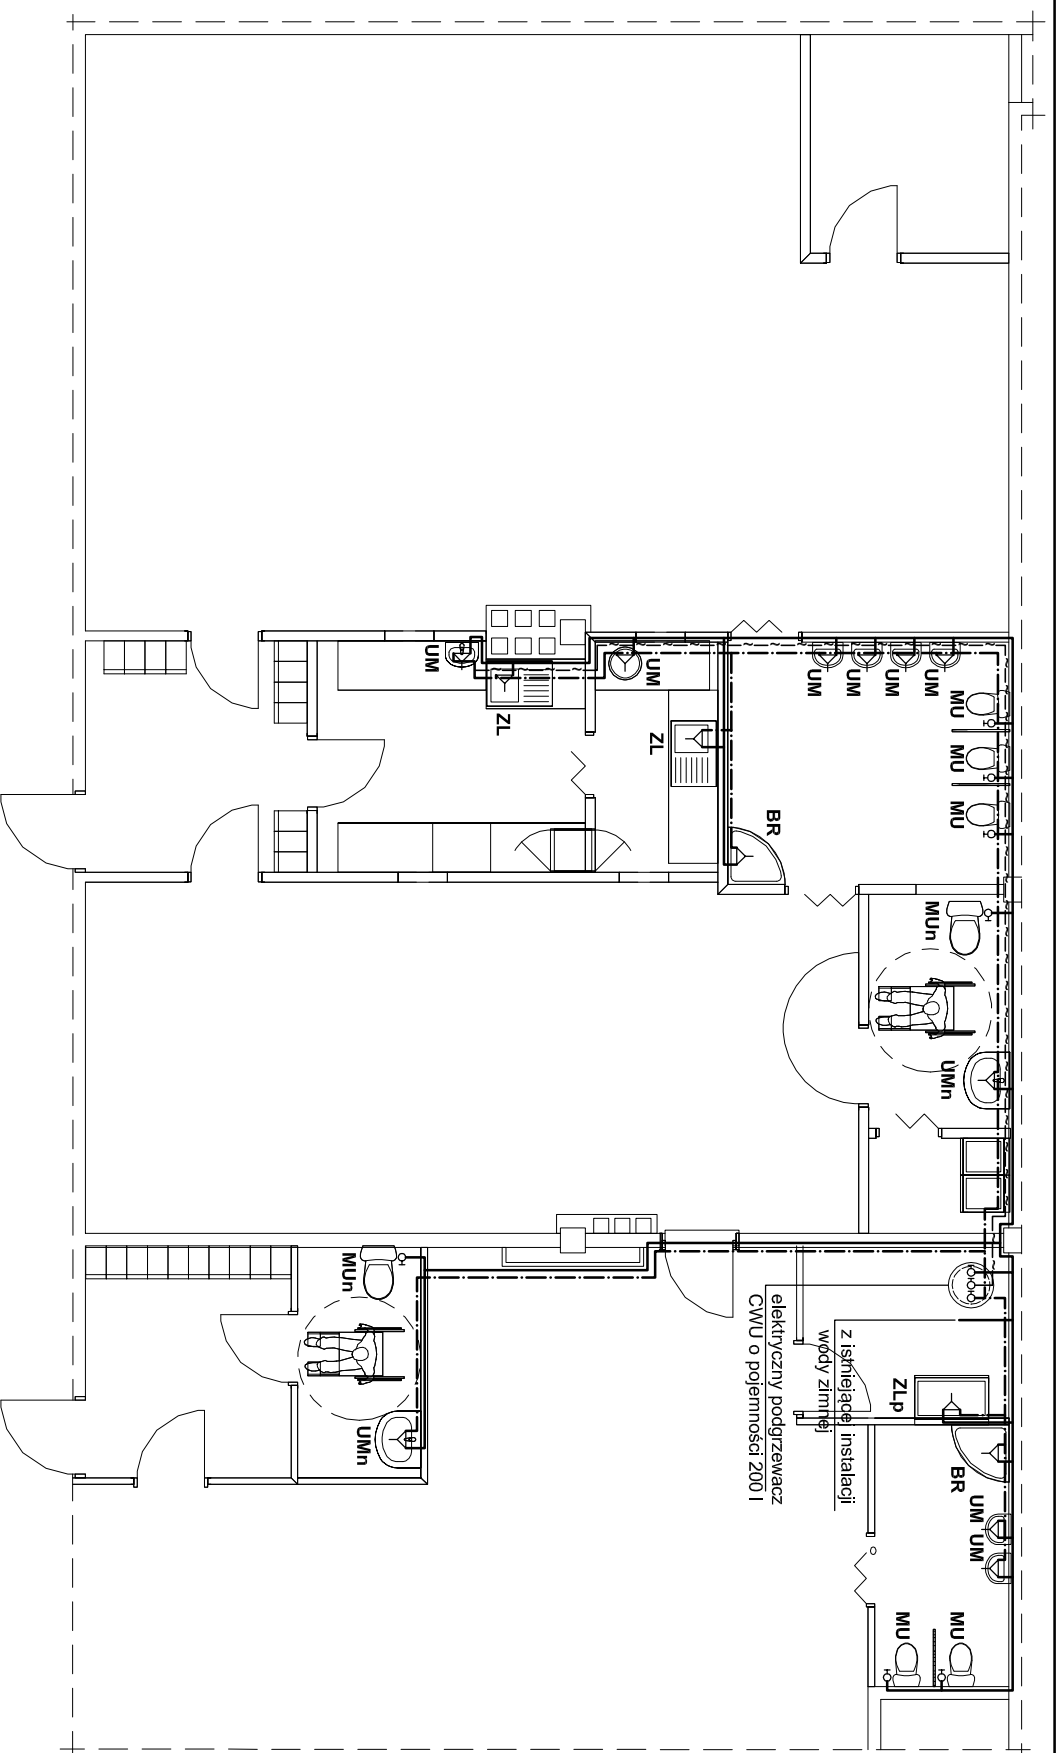 UM
UM
ZL
ZL
UM
UM
UM
UM
MU
MU
MU
BR
MUn
UMn
MUn
UMn
elektryczny podgrzewacz
CWU o pojemności 200 l
z istniejącej instalacji
wody zimnej
ZLp
BR
UM
UM
MU
MU